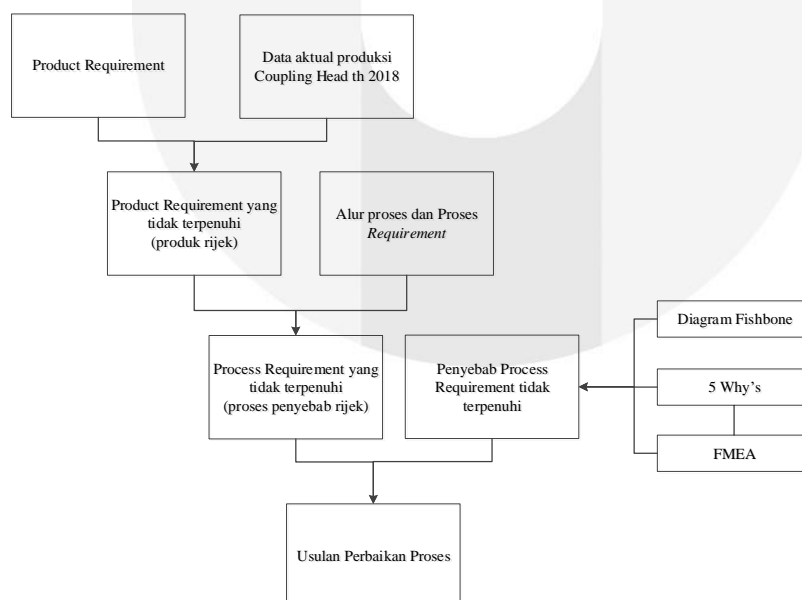 Product Requirement
Data aktual produksi
Coupling Head th 2018
Product Requirement yang
tidak terpenuhi
(produk rijek)
Alur proses dan Proses
Requirement
Process Requirement yang
tidak terpenuhi
(proses penyebab rijek)
Penyebab Process
Requirement tidak
terpenuhi
Diagram Fishbone
5 Why's
FMEA
Usulan Perbaikan Proses